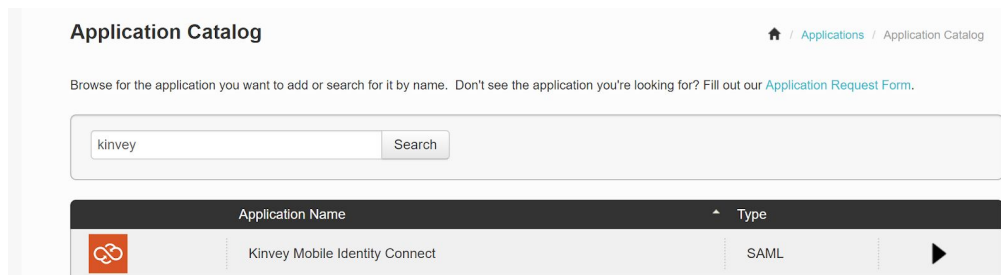 Application Catalog
/ Applications / Application Catalog
Browse for the application you want to add or search for it by name. Don't see the application you're looking for? Fill out our Application Request Form.
kinvey Search
Application Name Type
Kinvey Mobile Identity Connect SAML